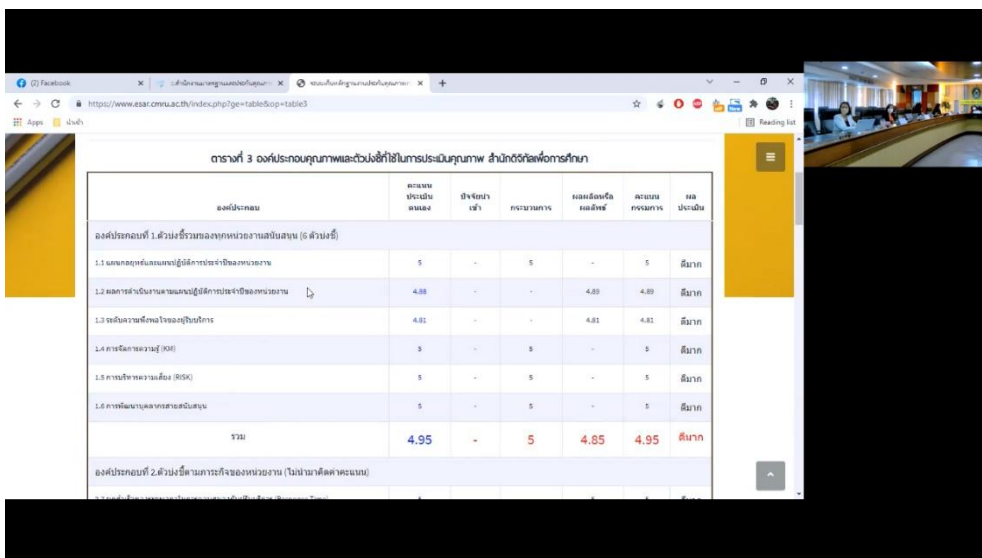 (2) Facebook
https://www.esar.cmru.ac.th/index.php?ge=table&op=table3
Apps
New
Reading list
ตารางที่ 3 องค์ประกอบคุณภาพและตัวบ่งชี้ที่ใช้ในการประเมินคุณภาพ สำนักดิจิทัลเพื่อการศึกษา
องค์ประกอบ คะแนนประเมินตนเอง ปัจจัยนำเข้า กระบวนการ ผลผลิตหรือผลลัพธ์ คะแนนกรรมการ ผลประเมิน
องค์ประกอบที่ 1.ตัวบ่งชี้รวมของทุกหน่วยงานสนับสนุน (6 ตัวบ่งชี้)
1.1 แผนกลยุทธ์และแผนปฏิบัติการประจำปีของหน่วยงาน 5 - 5 - 5 ดีมาก
1.2 ผลการดำเนินงานตามแผนปฏิบัติการประจำปีของหน่วยงาน 4.88 - - 4.89 4.89 ดีมาก
1.3 ระดับความพึงพอใจของผู้รับบริการ 4.81 - - 4.81 4.81 ดีมาก
1.4 การจัดการความรู้ (KM) 5 - 5 - 5 ดีมาก
1.5 การบริหารความเสี่ยง (RISK) 5 - 5 - 5 ดีมาก
1.6 การพัฒนาบุคลากรสายสนับสนุน 5 - 5 - 5 ดีมาก
รวม 4.95 - 5 4.85 4.95 ดีมาก
องค์ประกอบที่ 2.ตัวบ่งชี้ตามภารกิจของหน่วยงาน (ไม่นำมาคิดค่าคะแนน)